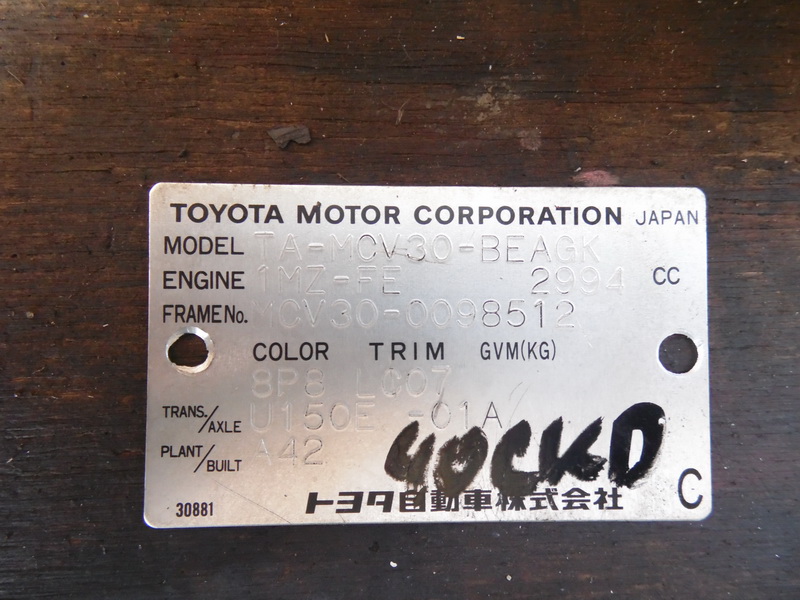 TOYOTA MOTOR CORPORATION JAPAN
MODEL TA-MCV30-BEAGK
ENGINE 1MZ-FE 2994 CC
FRAME No. MCV30-0098512
COLOR TRIM GVM(KG)
8P8 LC07
TRANS./AXLE U150E -01A
PLANT/BUILT A42
40CKD
30881 トヨタ自動車株式会社 C